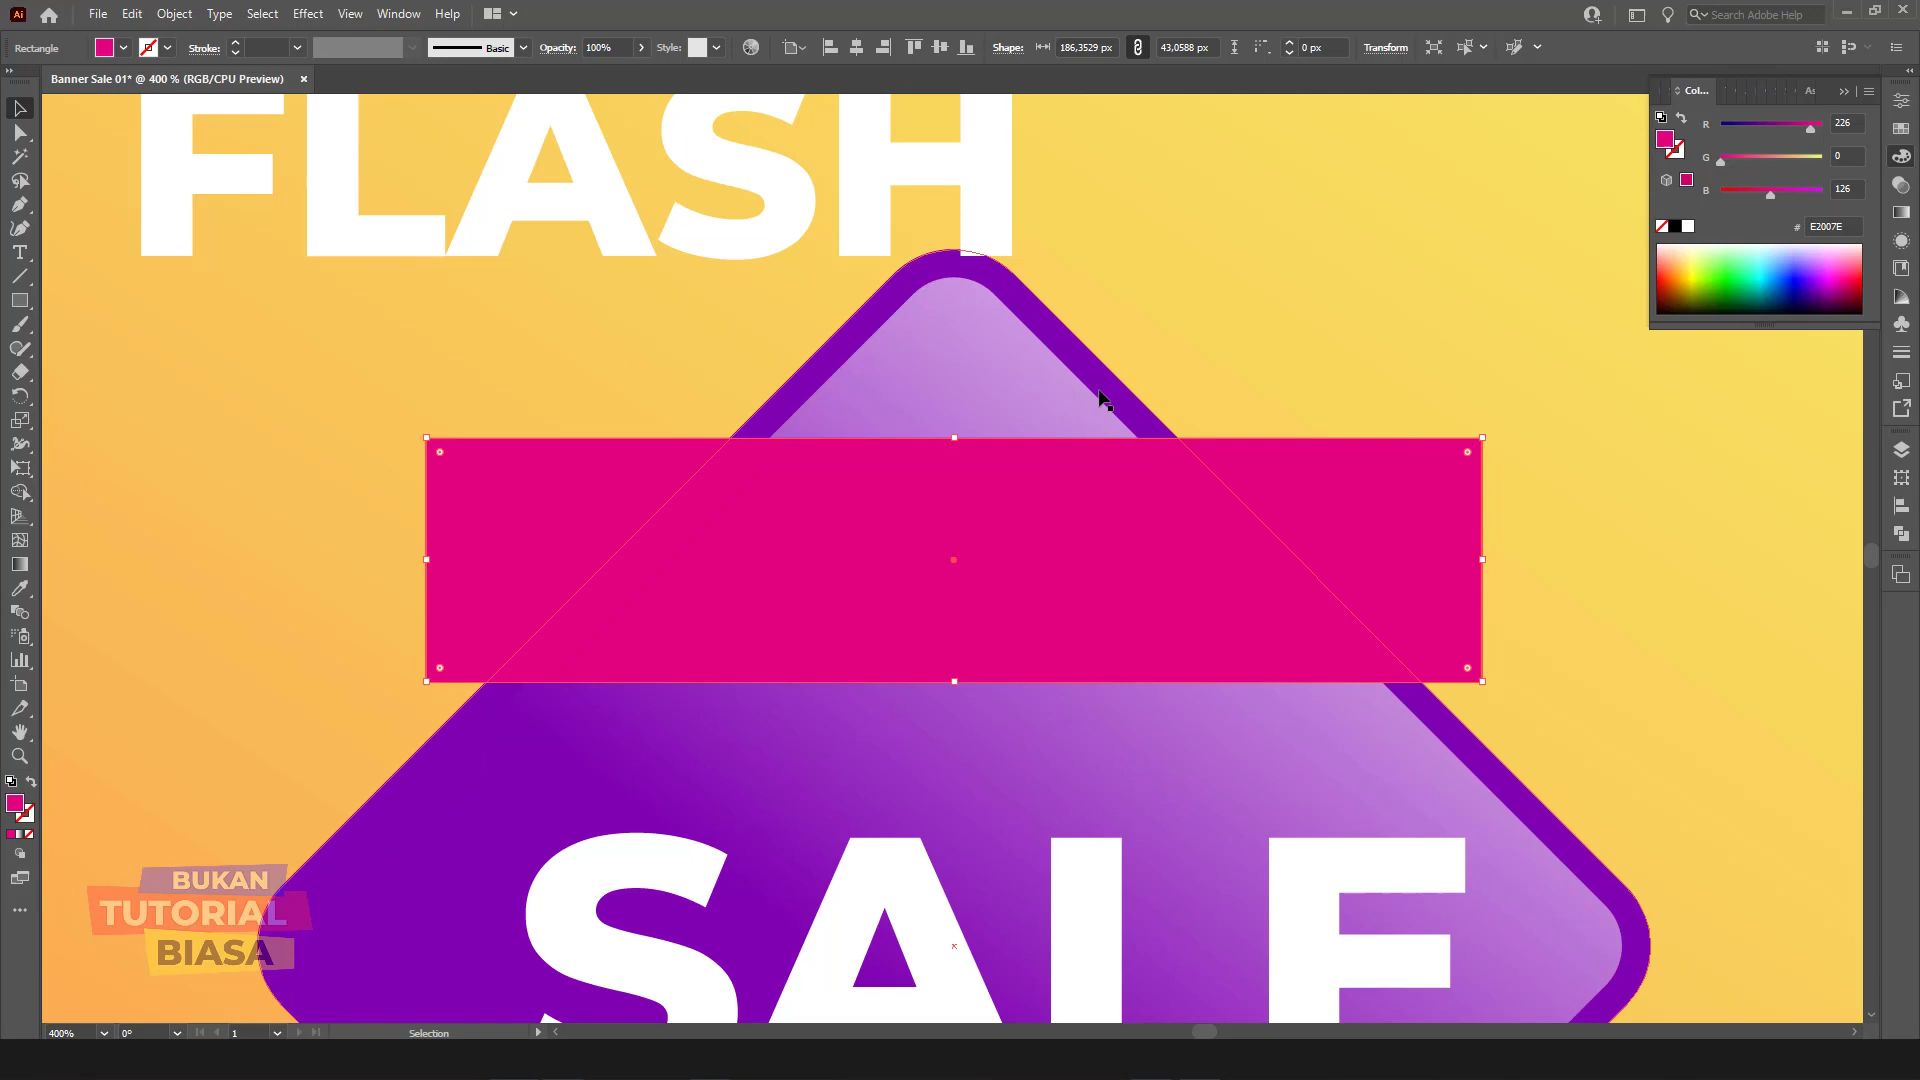 File Edit Object Type Select Effect View Window Help
Search Adobe Help
Rectangle Stroke: Basic Opacity: 100% Style: Shape: 186,3529 px 43,0588 px 0 px Transform
Banner Sale 01* @ 400 % (RGB/CPU Preview)
Col...
R 226
G 0
B 126
# E2007E
FLASH
SALE
BUKAN
TUTORIAL
BIASA
400% 0° 1 Selection